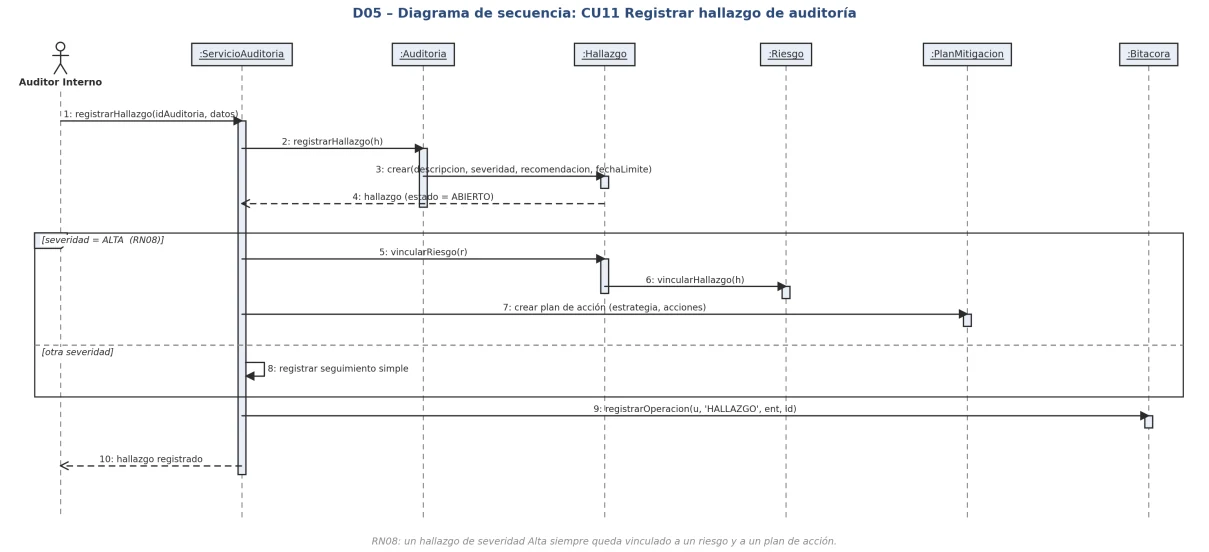 D05 – Diagrama de secuencia: CU11 Registrar hallazgo de auditoría
:ServicioAuditoria
:Auditoria
:Hallazgo
:Riesgo
:PlanMitigacion
:Bitacora
Auditor Interno
1: registrarHallazgo(idAuditoria, datos)
2: registrarHallazgo(h)
3: crear(descripcion, severidad, recomendacion, fechaLimite)
4: hallazgo (estado = ABIERTO)
[severidad = ALTA (RN08)]
5: vincularRiesgo(r)
6: vincularHallazgo(h)
7: crear plan de acción (estrategia, acciones)
[otra severidad]
8: registrar seguimiento simple
9: registrarOperacion(u, 'HALLAZGO', ent, id)
10: hallazgo registrado
RN08: un hallazgo de severidad Alta siempre queda vinculado a un riesgo y a un plan de acción.